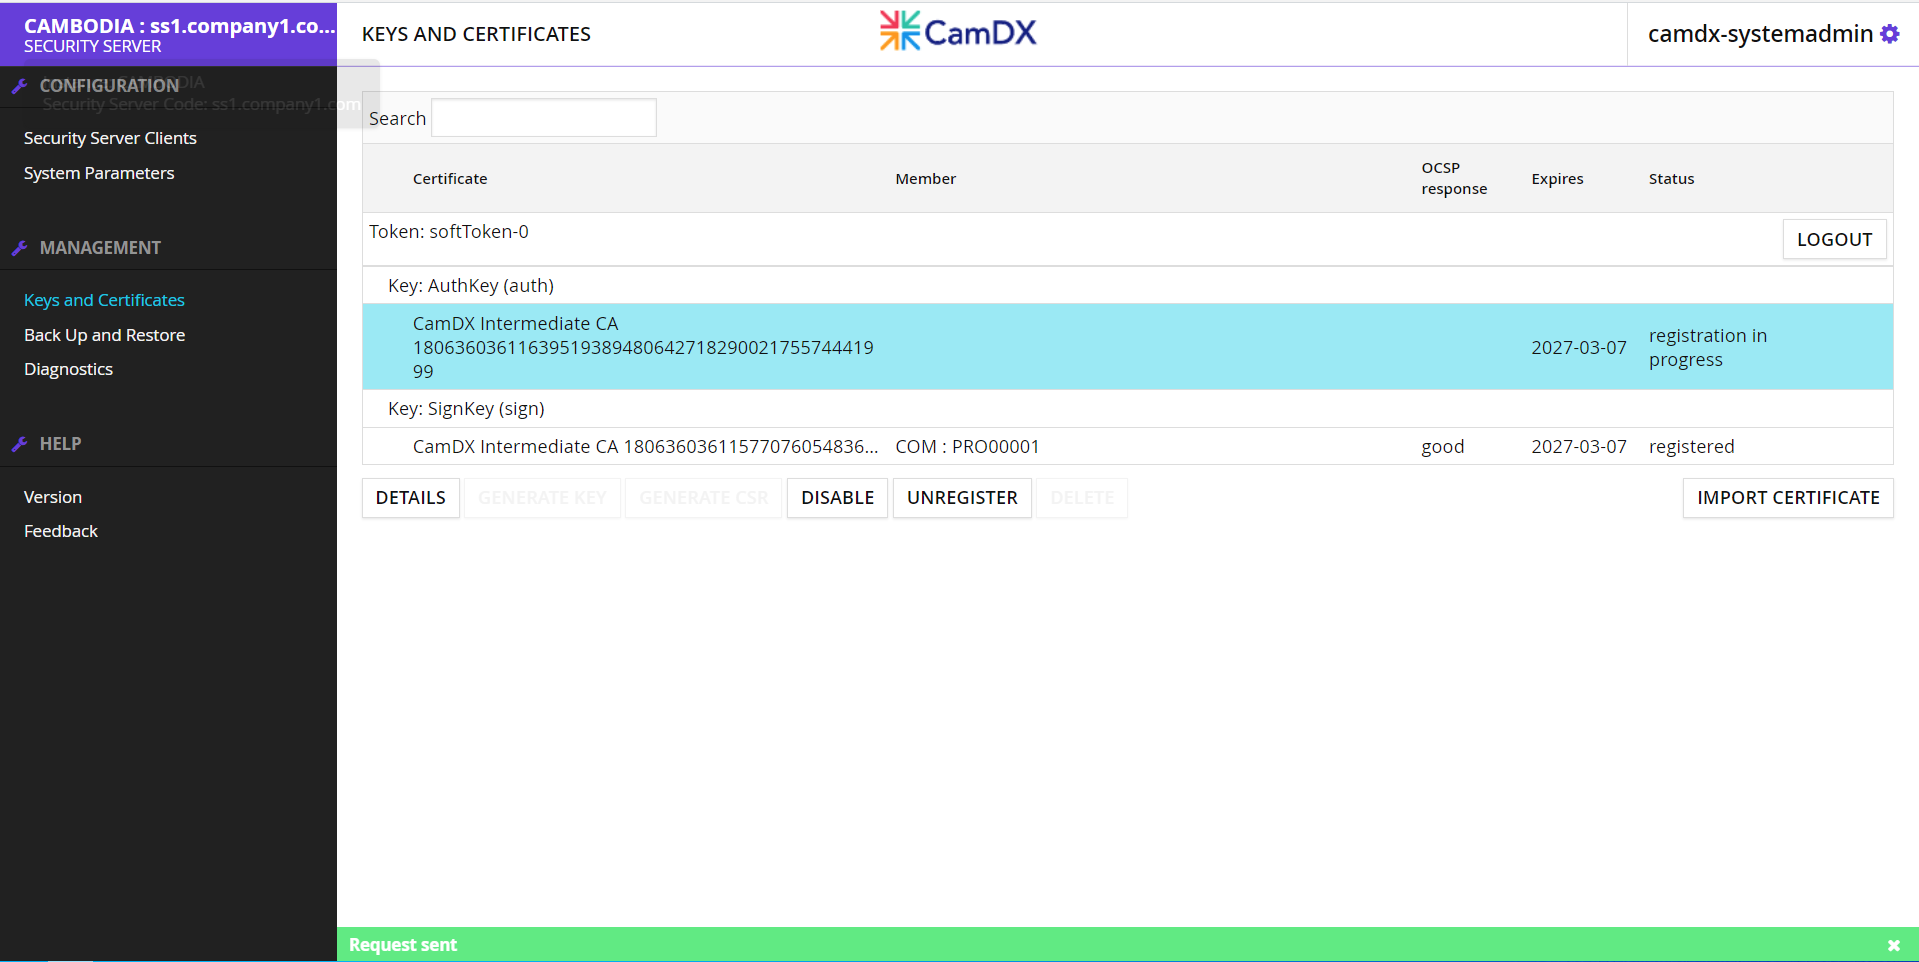 CAMBODIA : ss1.company1.co...
SECURITY SERVER
KEYS AND CERTIFICATES
CamDX
camdx-systemadmin
CAMBODIA
CONFIGURATION
Security Server Code: ss1.company1.com
Security Server Clients
System Parameters
MANAGEMENT
Keys and Certificates
Back Up and Restore
Diagnostics
HELP
Version
Feedback
Search
Certificate
Member
OCSP
response
Expires
Status
Token: softToken-0
LOGOUT
Key: AuthKey (auth)
CamDX Intermediate CA
18063603611639519389480642718290021755744419
99
2027-03-07
registration in
progress
Key: SignKey (sign)
CamDX Intermediate CA 18063603611577076054836...
COM : PRO00001
good
2027-03-07
registered
DETAILS
GENERATE KEY
GENERATE CSR
DISABLE
UNREGISTER
DELETE
IMPORT CERTIFICATE
Request sent